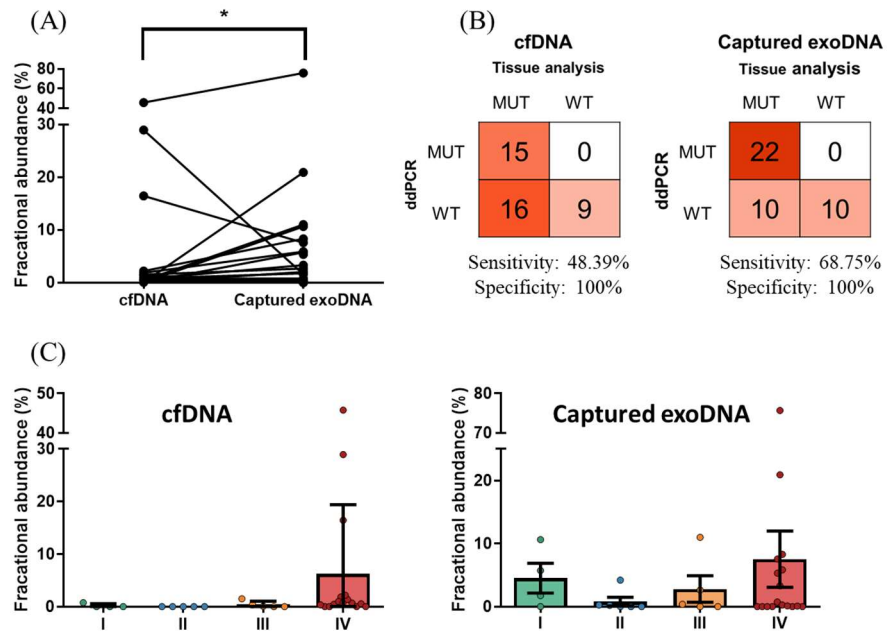 (A)
*
Fracational abundance (%)
80
60
40
30
20
10
0
cfDNA
Captured exoDNA
(B)
cfDNA
Tissue analysis
MUT
WT
ddPCR
MUT
15
0
WT
16
9
Sensitivity: 48.39%
Specificity: 100%
Captured exoDNA
Tissue analysis
MUT
WT
ddPCR
MUT
22
0
WT
10
10
Sensitivity: 68.75%
Specificity: 100%
(C)
cfDNA
Fracational abundance (%)
50
40
30
20
10
0
I
II
III
IV
Captured exoDNA
Fracational abundance (%)
80
70
20
10
0
I
II
III
IV